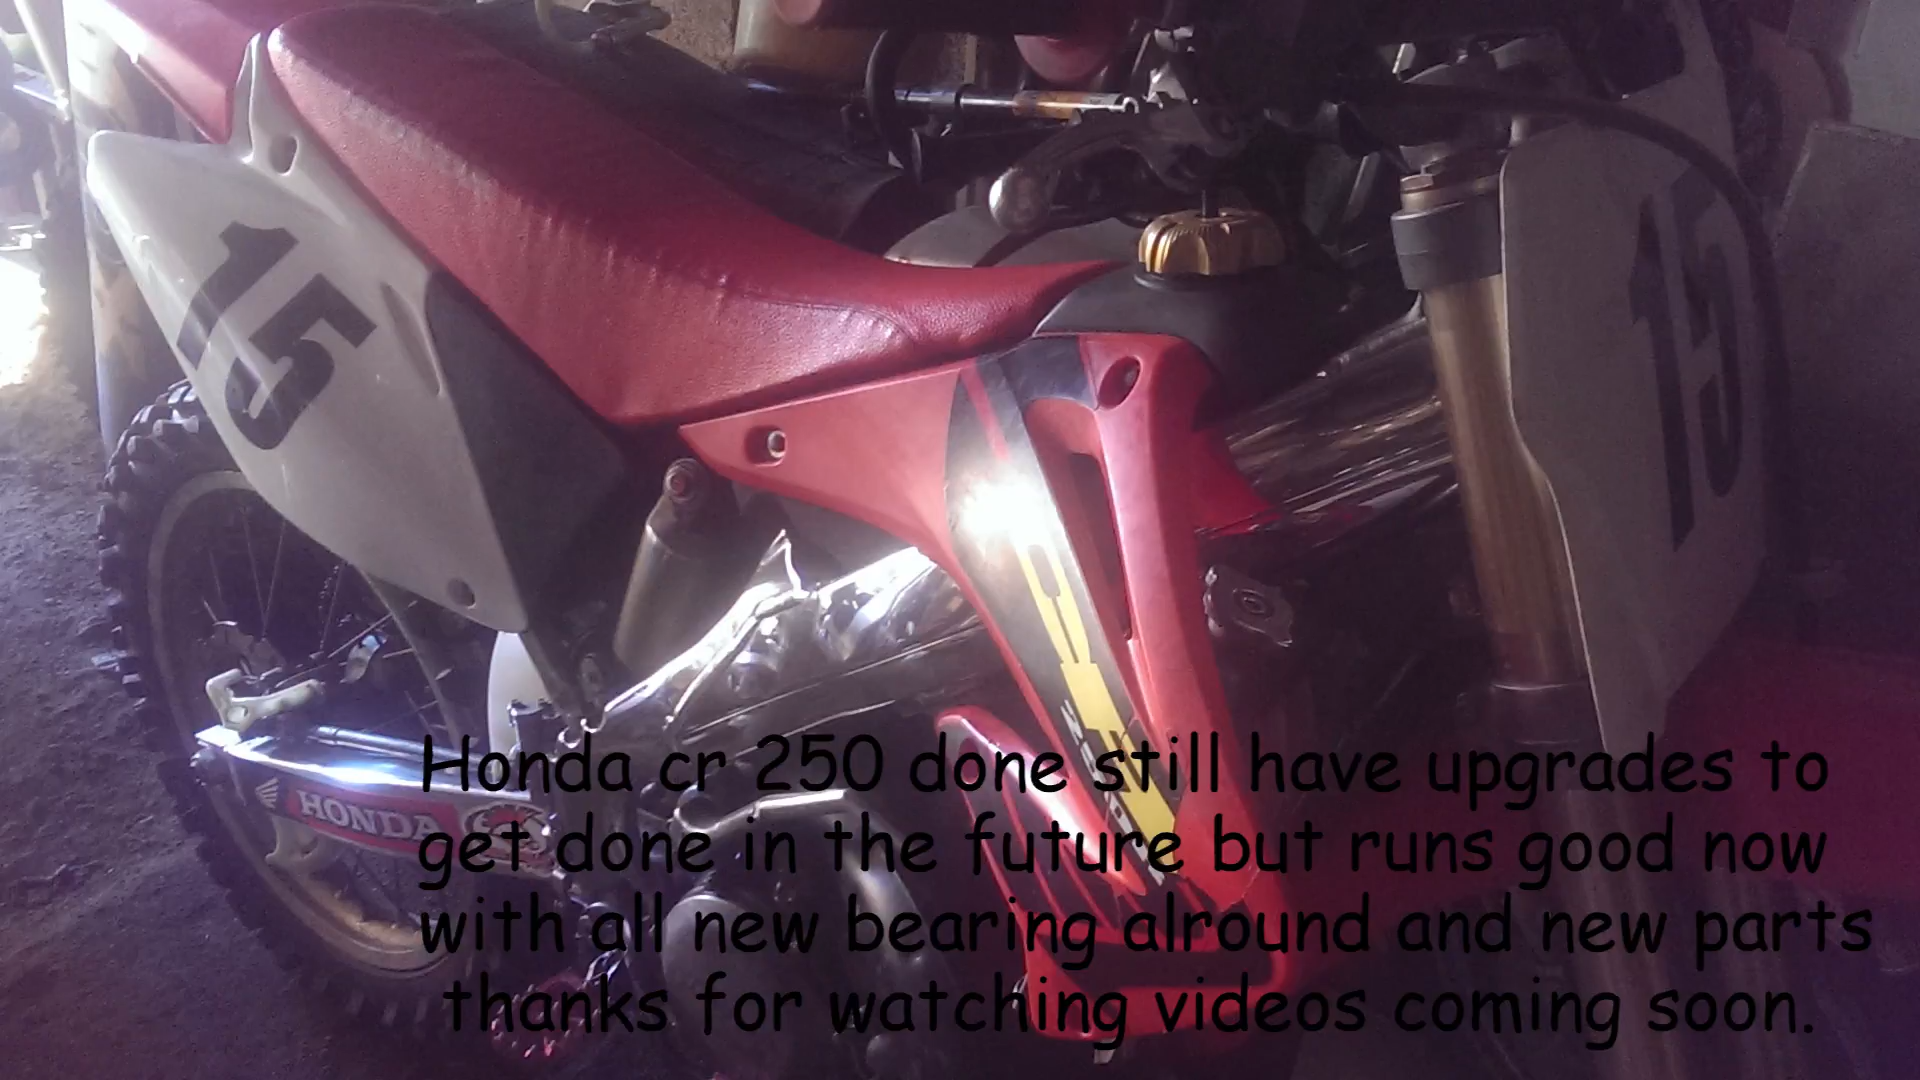 15
15
HONDA
Honda cr 250 done still have upgrades to
get done in the future but runs good now
with all new bearing alround and new parts
thanks for watching videos coming soon.